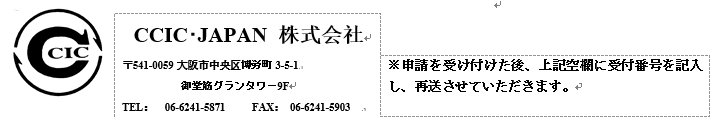 CCIC
CCIC･JAPAN 株式会社
〒541-0059 大阪市中央区博労町 3-5-1
御堂筋グランタワー9F
TEL： 06-6241-5871 FAX： 06-6241-5903
※申請を受け付けた後、上記空欄に受付番号を記入
し、再送させていただきます。